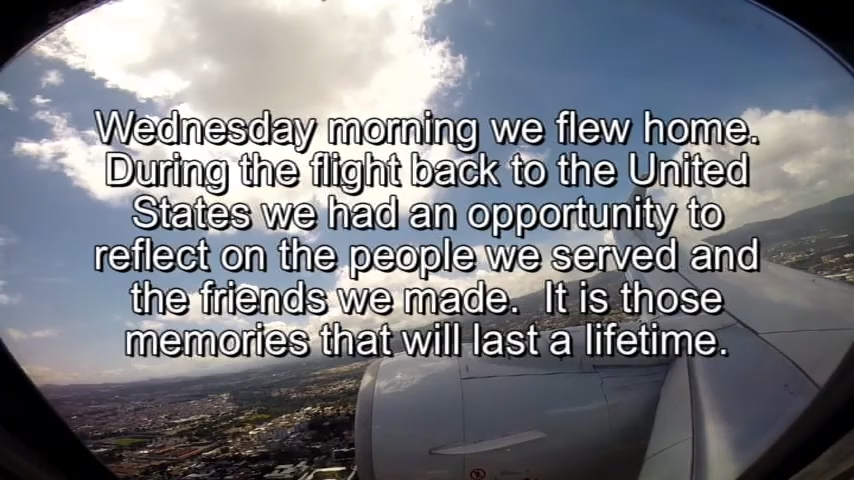 Wednesday morning we flew home.
During the flight back to the United
States we had an opportunity to
reflect on the people we served and
the friends we made.  It is those
memories that will last a lifetime.